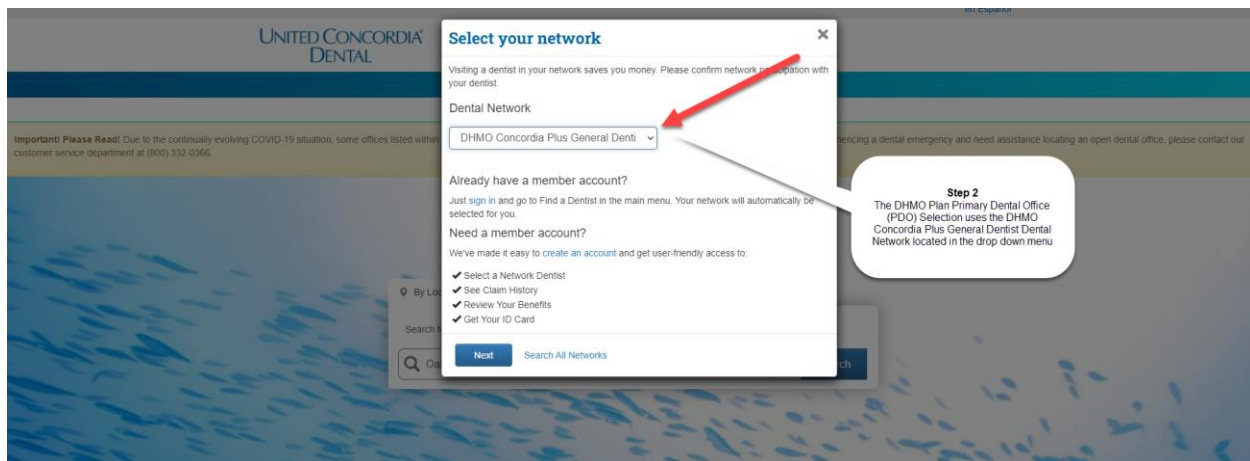 en Español
UNITED CONCORDIA®
DENTAL
Select your network
×
Visiting a dentist in your network saves you money. Please confirm network participation with
your dentist.
Dental Network
DHMO Concordia Plus General Denti
Important! Please Read! Due to the continually evolving COVID-19 situation, some offices listed within
encing a dental emergency and need assistance locating an open dental office, please contact our
customer service department at (800) 332-0366.
Already have a member account?
Just sign in and go to Find a Dentist in the main menu. Your network will automatically be
selected for you.
Need a member account?
We've made it easy to create an account and get user-friendly access to:
✔ Select a Network Dentist
✔ See Claim History
✔ Review Your Benefits
✔ Get Your ID Card
Next Search All Networks
Step 2
The DHMO Plan Primary Dental Office
(PDO) Selection uses the DHMO
Concordia Plus General Dentist Dental
Network located in the drop down menu
By Loc
Search
Oa
rch